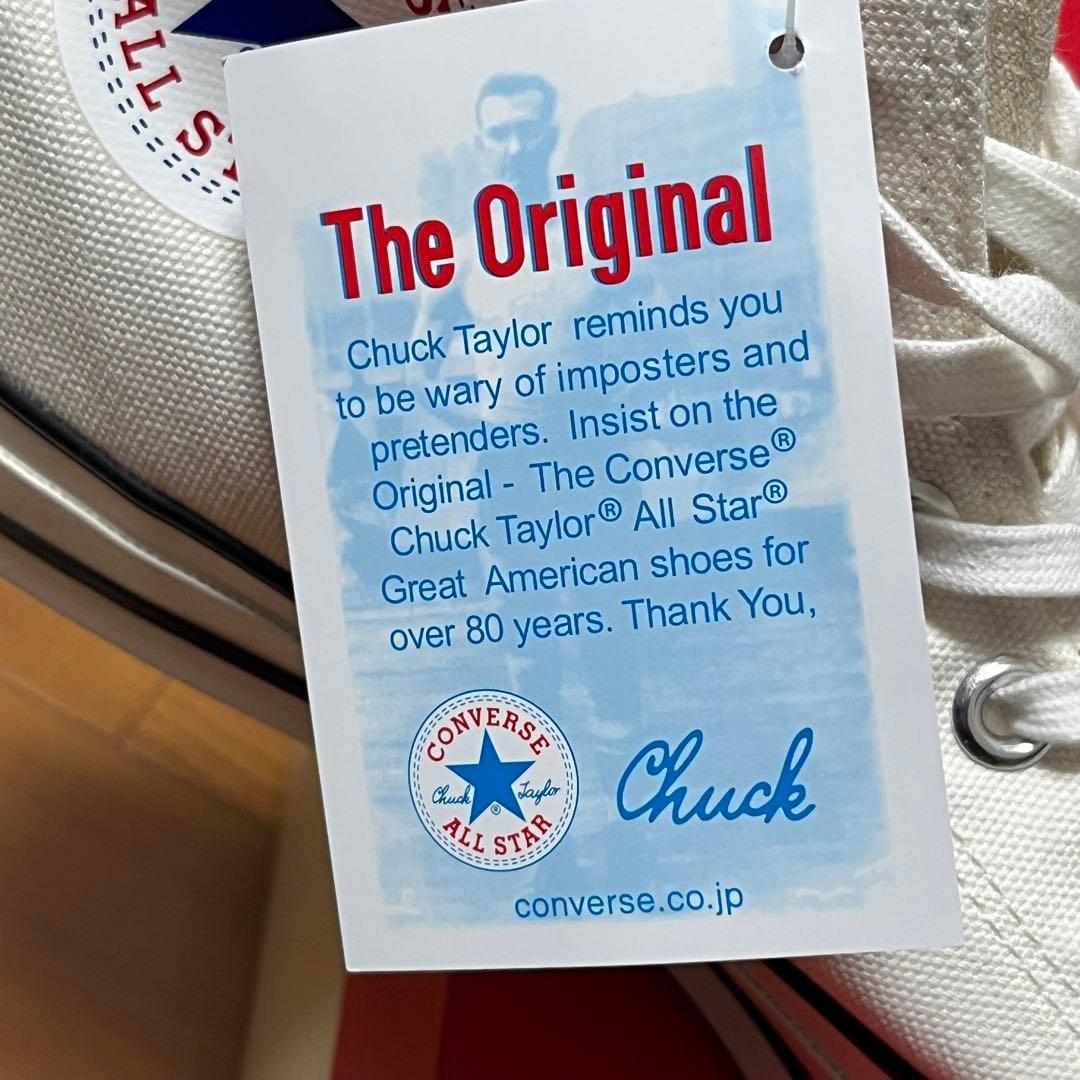 ALL S
The Original
Chuck Taylor reminds you
to be wary of imposters and
pretenders. Insist on the
Original - The Converse®
Chuck Taylor® All Star®
Great American shoes for
over 80 years. Thank You,
CONVERSE
Chuck Taylor
®
ALL STAR
Chuck
converse.co.jp